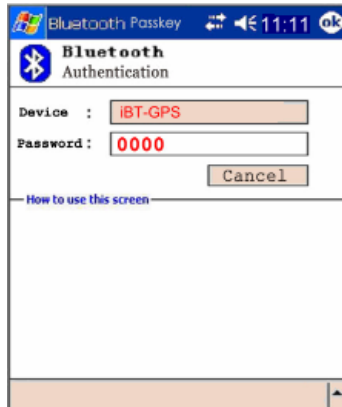 Bluetooth Passkey 11:11 ok
Bluetooth
Authentication
Device : iBT-GPS
Password: 0000
Cancel
How to use this screen